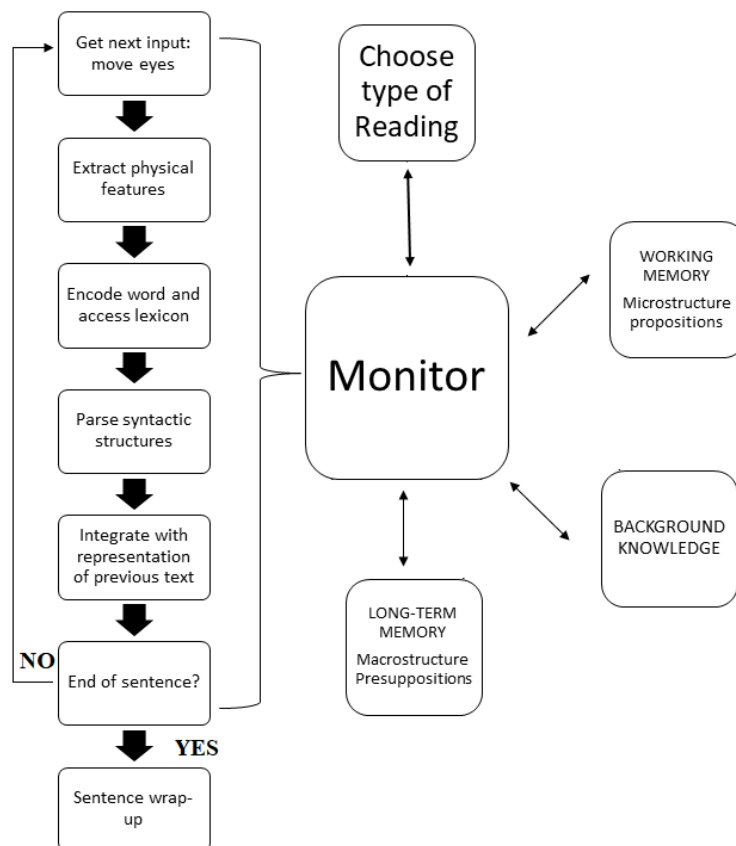 Get next input:
move eyes
Extract physical
features
Encode word and
access lexicon
Parse syntactic
structures
Integrate with
representation
of previous text
NO
End of sentence?
YES
Sentence wrap-
up
Choose
type of
Reading
Monitor
WORKING
MEMORY
Microstructure
propositions
BACKGROUND
KNOWLEDGE
LONG-TERM
MEMORY
Macrostructure
Presuppositions